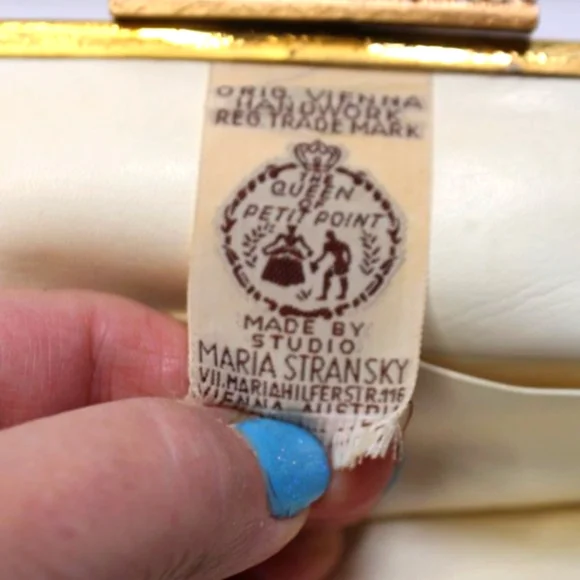 ORIG. VIENNA
HANDWORK
REG TRADE MARK
THE
QUEEN
OF
PETIT POINT
MADE BY
STUDIO
MARIA STRANSKY
VII. MARIAHILFERSTR. 116
VIENNA AUSTRIA